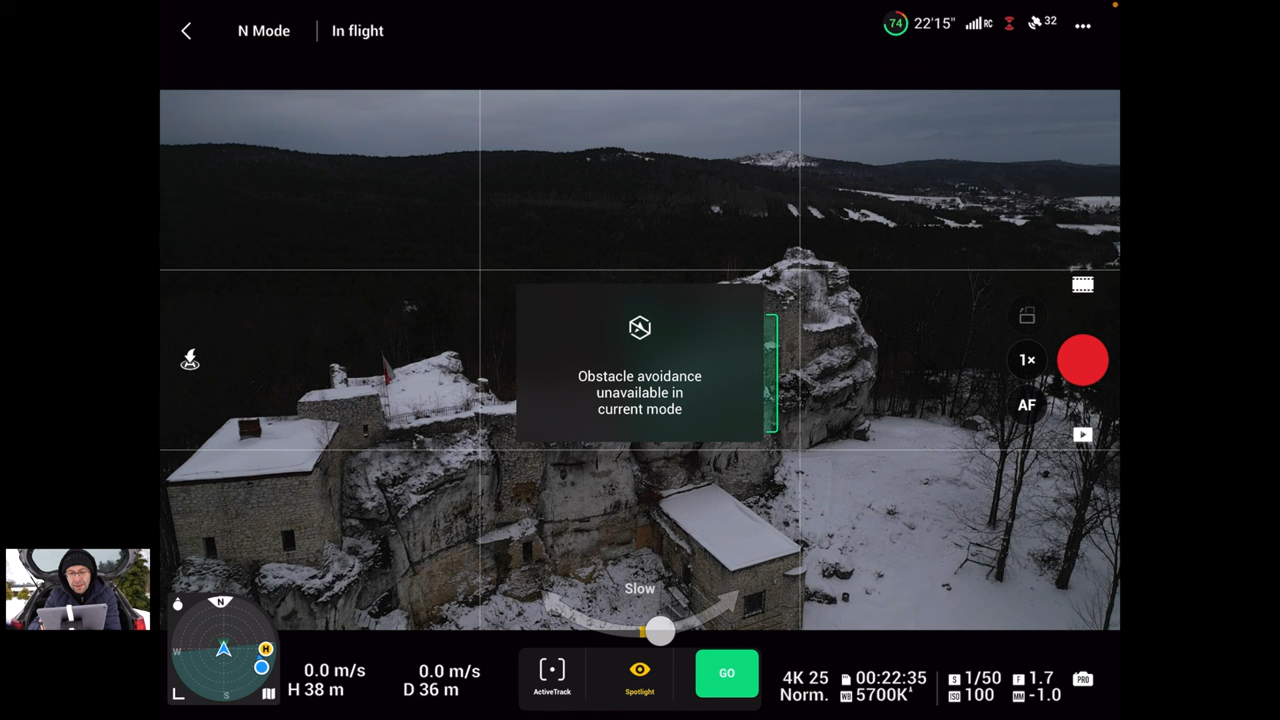 N Mode
In flight
74
22'15"
RC
32
Obstacle avoidance
unavailable in
current mode
1×
AF
Slow
N
W
H
S
0.0 m/s
0.0 m/s
H 38 m
D 36 m
ActiveTrack
Spotlight
GO
4K 25
00:22:35
Norm.
WB 5700K
A
S 1/50
F 1.7
ISO 100
MM -1.0
PRO